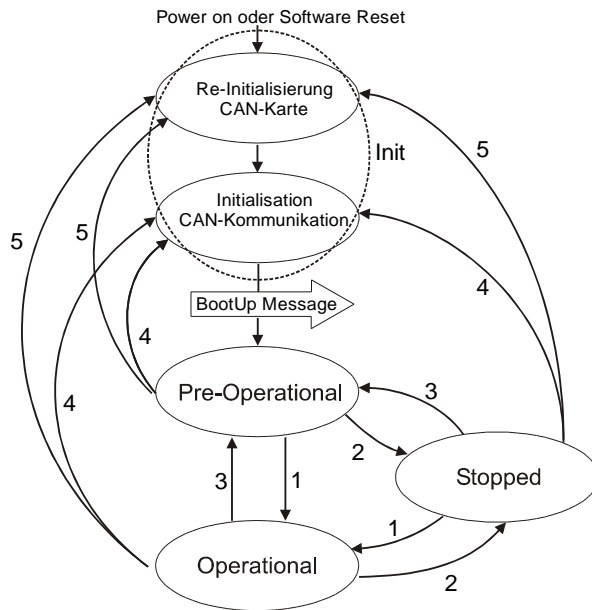 Power on oder Software Reset
Re-Initialisierung
CAN-Karte
Init
5
Initialisation
CAN-Kommunikation
5
5
4
BootUp Message
4
4
Pre-Operational
3
2
Stopped
3
1
1
Operational
2